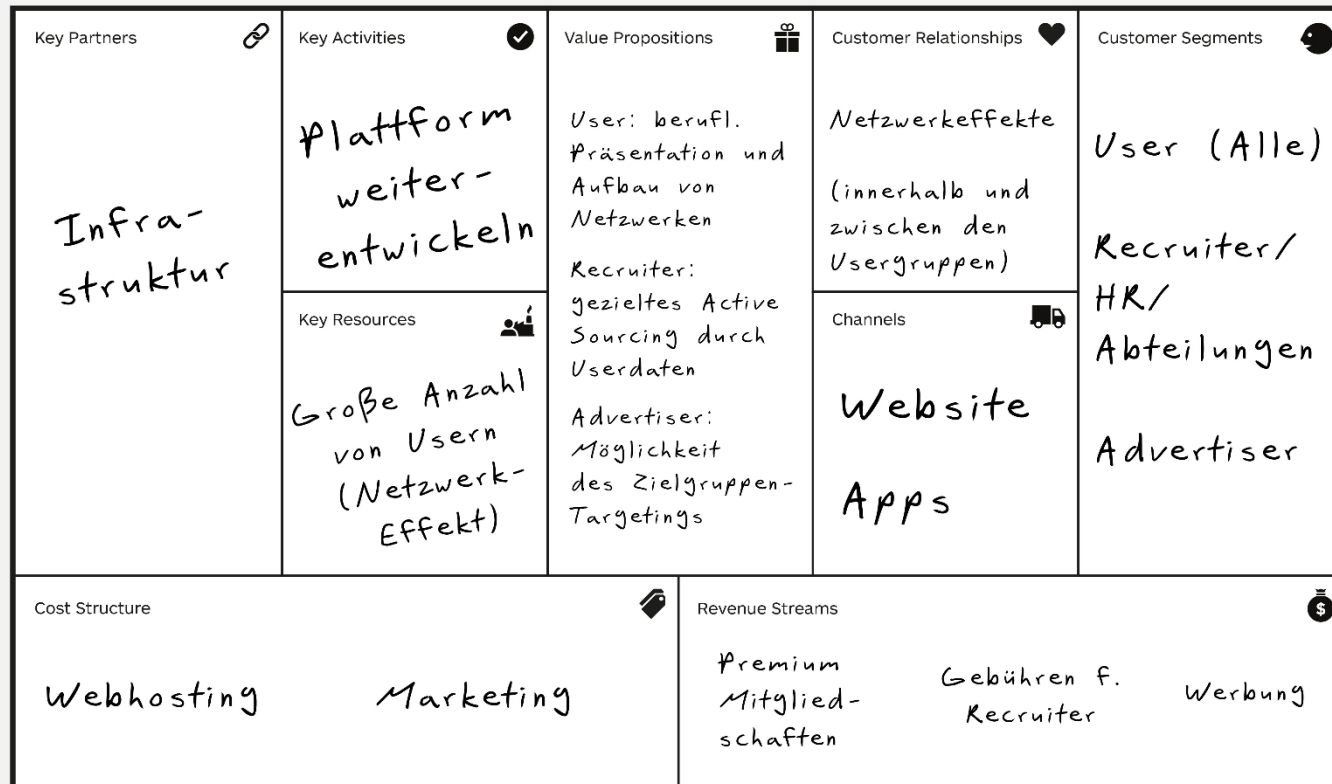 Key Partners
Infra-
struktur
Key Activities
Plattform
weiter-
entwickeln
Key Resources
Große Anzahl
von Usern
(Netzwerk-
Effekt)
Value Propositions
User: berufl.
Präsentation und
Aufbau von
Netzwerken
Recruiter:
gezieltes Active
Sourcing durch
Userdaten
Advertiser:
Möglichkeit
des Zielgruppen-
Targetings
Customer Relationships
Netzwerkeffekte
(innerhalb und
zwischen den
Usergruppen)
Channels
Website
Apps
Customer Segments
User (Alle)
Recruiter/
HR/
Abteilungen
Advertiser
Cost Structure
Webhosting
Marketing
Revenue Streams
Premium
Mitglied-
schaften
Gebühren f.
Recruiter
Werbung
$